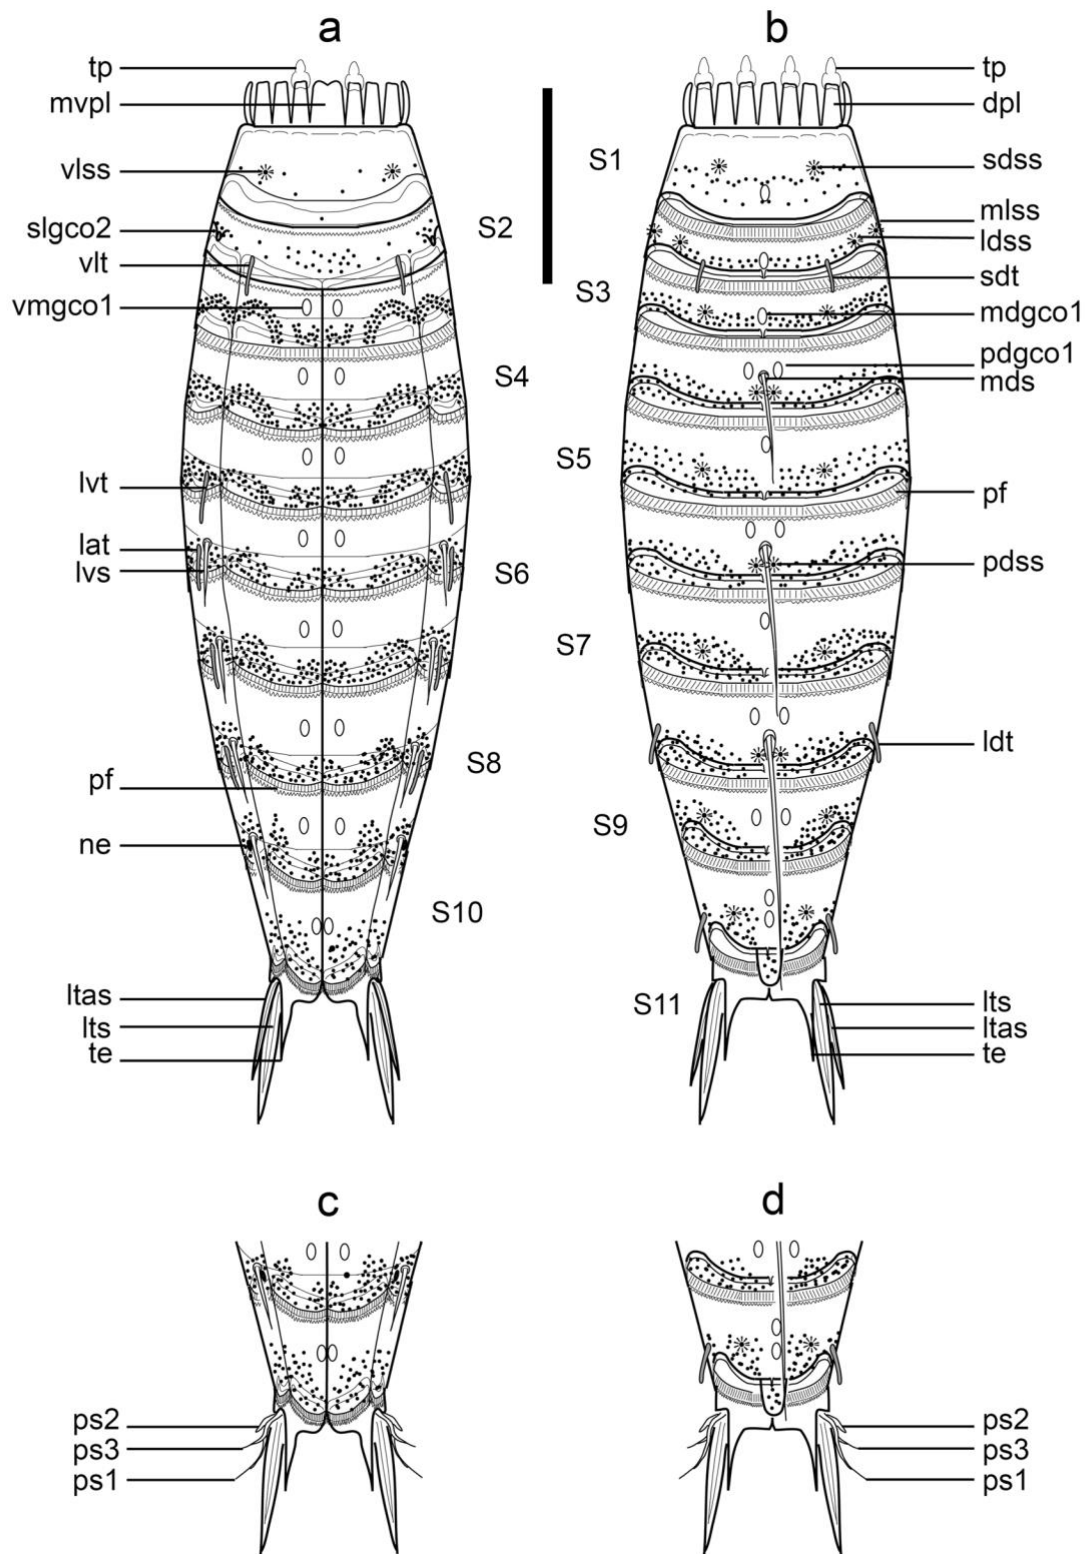 a
b
tp
mvpl
vlss
slgco2
vlt
vmgco1
lvt
lat
lvs
pf
ne
ltas
lts
te
S1
S2
S3
S4
S5
S6
S7
S8
S9
S10
S11
tp
dpl
sdss
mlss
ldss
sdt
mdgco1
pdgco1
mds
pf
pdss
ldt
lts
ltas
te
c
d
ps2
ps3
ps1
ps2
ps3
ps1